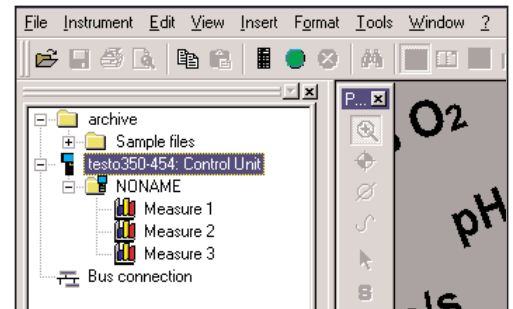 File Instrument Edit View Insert Format Tools Window ?
P...
archive
Sample files
testo350-454: Control Unit
NONAME
Measure 1
Measure 2
Measure 3
Bus connection
O2
pH
S